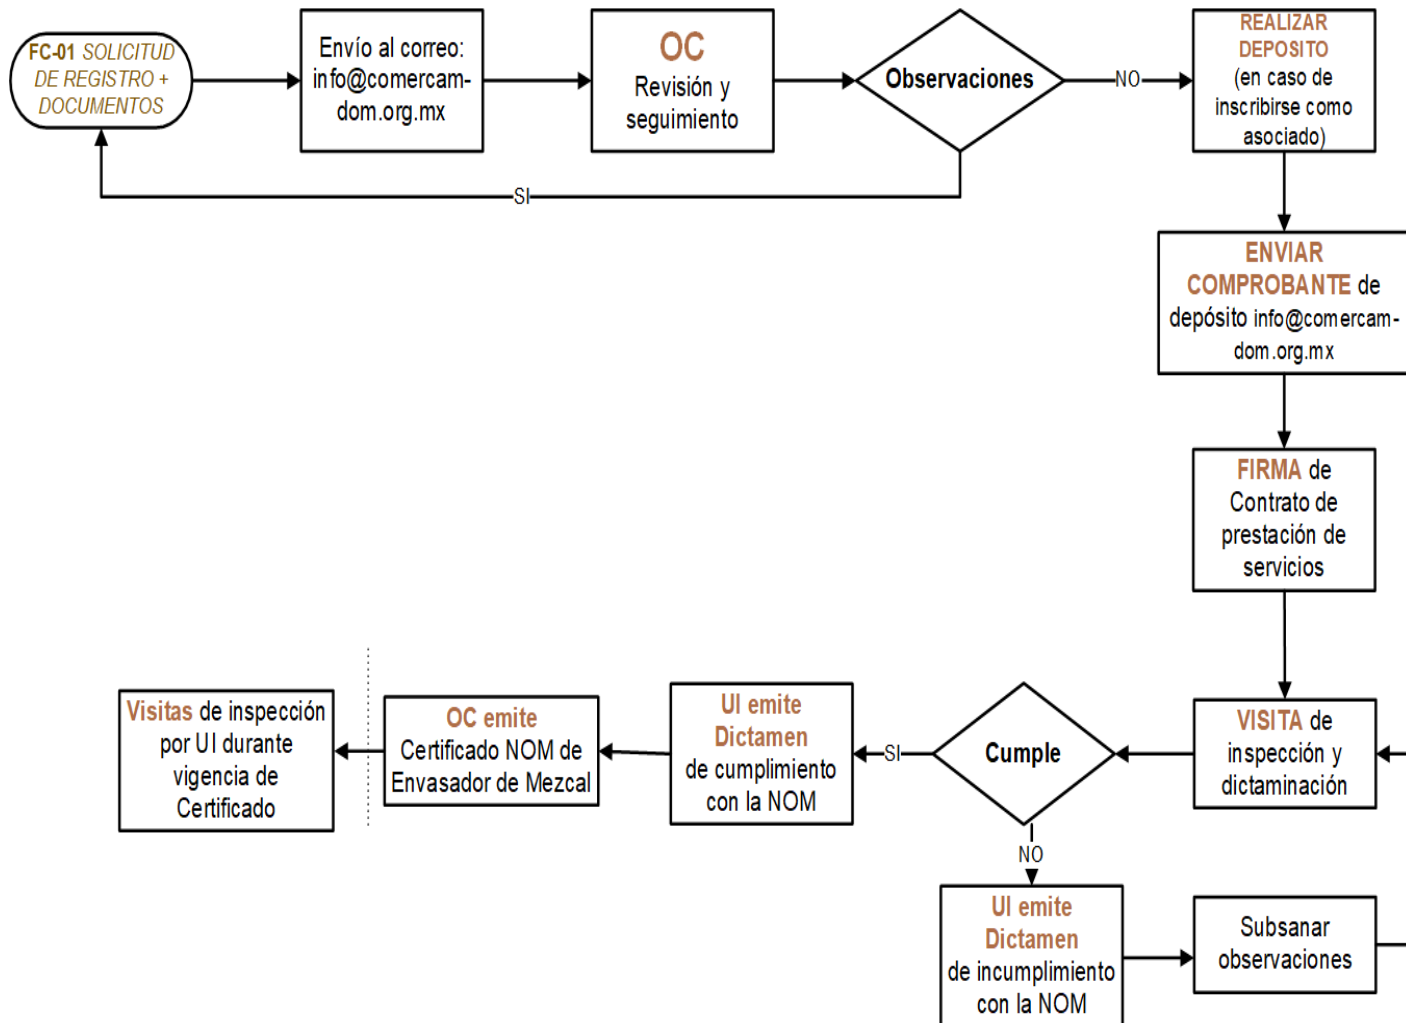 FC-01 SOLICITUD
DE REGISTRO +
DOCUMENTOS
Envío al correo:
info@comercam-
dom.org.mx
OC
Revisión y
seguimiento
Observaciones
NO
REALIZAR
DEPOSITO
(en caso de
inscribirse como
asociado)
SI
ENVIAR
COMPROBANTE de
depósito info@comercam-
dom.org.mx
FIRMA de
Contrato de
prestación de
servicios
VISITA de
inspección y
dictaminación
Cumple
SI
UI emite
Dictamen
de cumplimiento
con la NOM
OC emite
Certificado NOM de
Envasador de Mezcal
Visitas de inspección
por UI durante
vigencia de
Certificado
NO
UI emite
Dictamen
de incumplimiento
con la NOM
Subsanar
observaciones